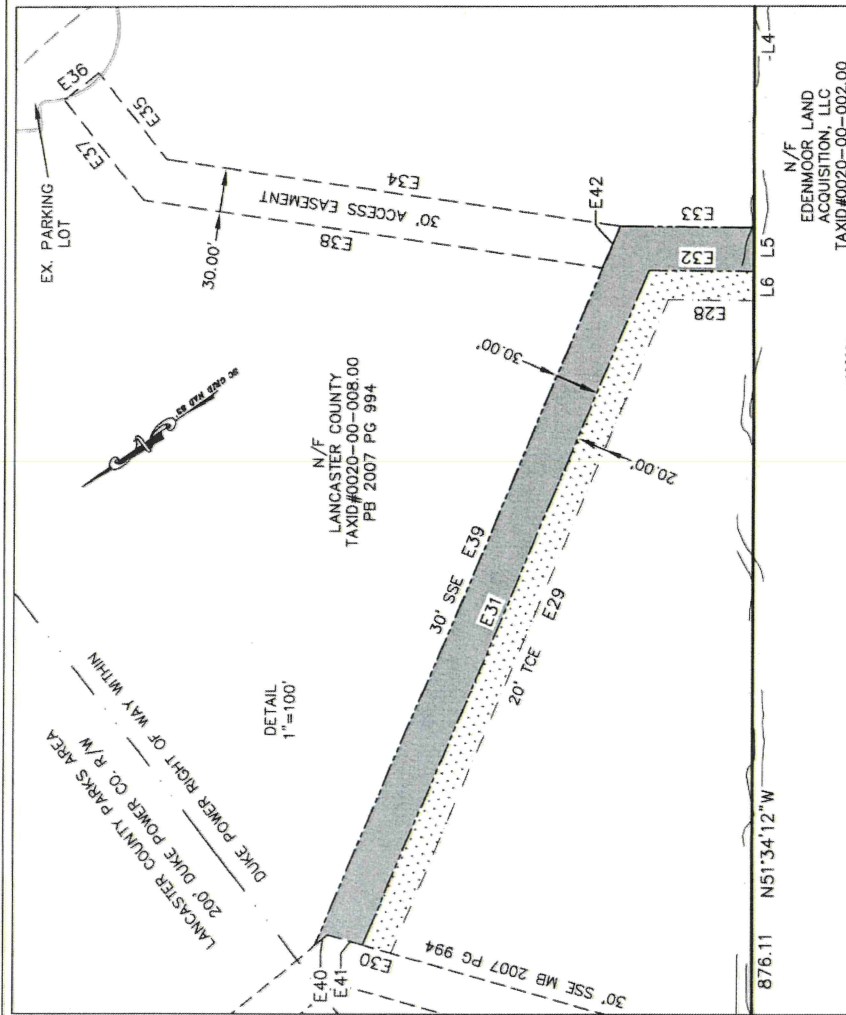 EX. PARKING
LOT
E36
E37
E35
E34
30' ACCESS EASEMENT
E38
30.00'
E42
E33
E32
E28
L6
L5
L4
N/F
EDENMOOR LAND
ACQUISITION, LLC
TAXID#0020-00-002.00
SC GRID NAD 83'
N/F
LANCASTER COUNTY
TAXID#0020-00-008.00
PB 2007 PG 994
30.00'
20.00'
30' SSE E39
E31
20' TCE E29
DETAIL
1"=100'
LANCASTER COUNTY PARKS AREA
200' DUKE POWER CO. R/W
DUKE POWER RIGHT OF WAY WITHIN
E40
E41
E30
30' SSE MB 2007 PG 994
876.11 N51°34'12"W